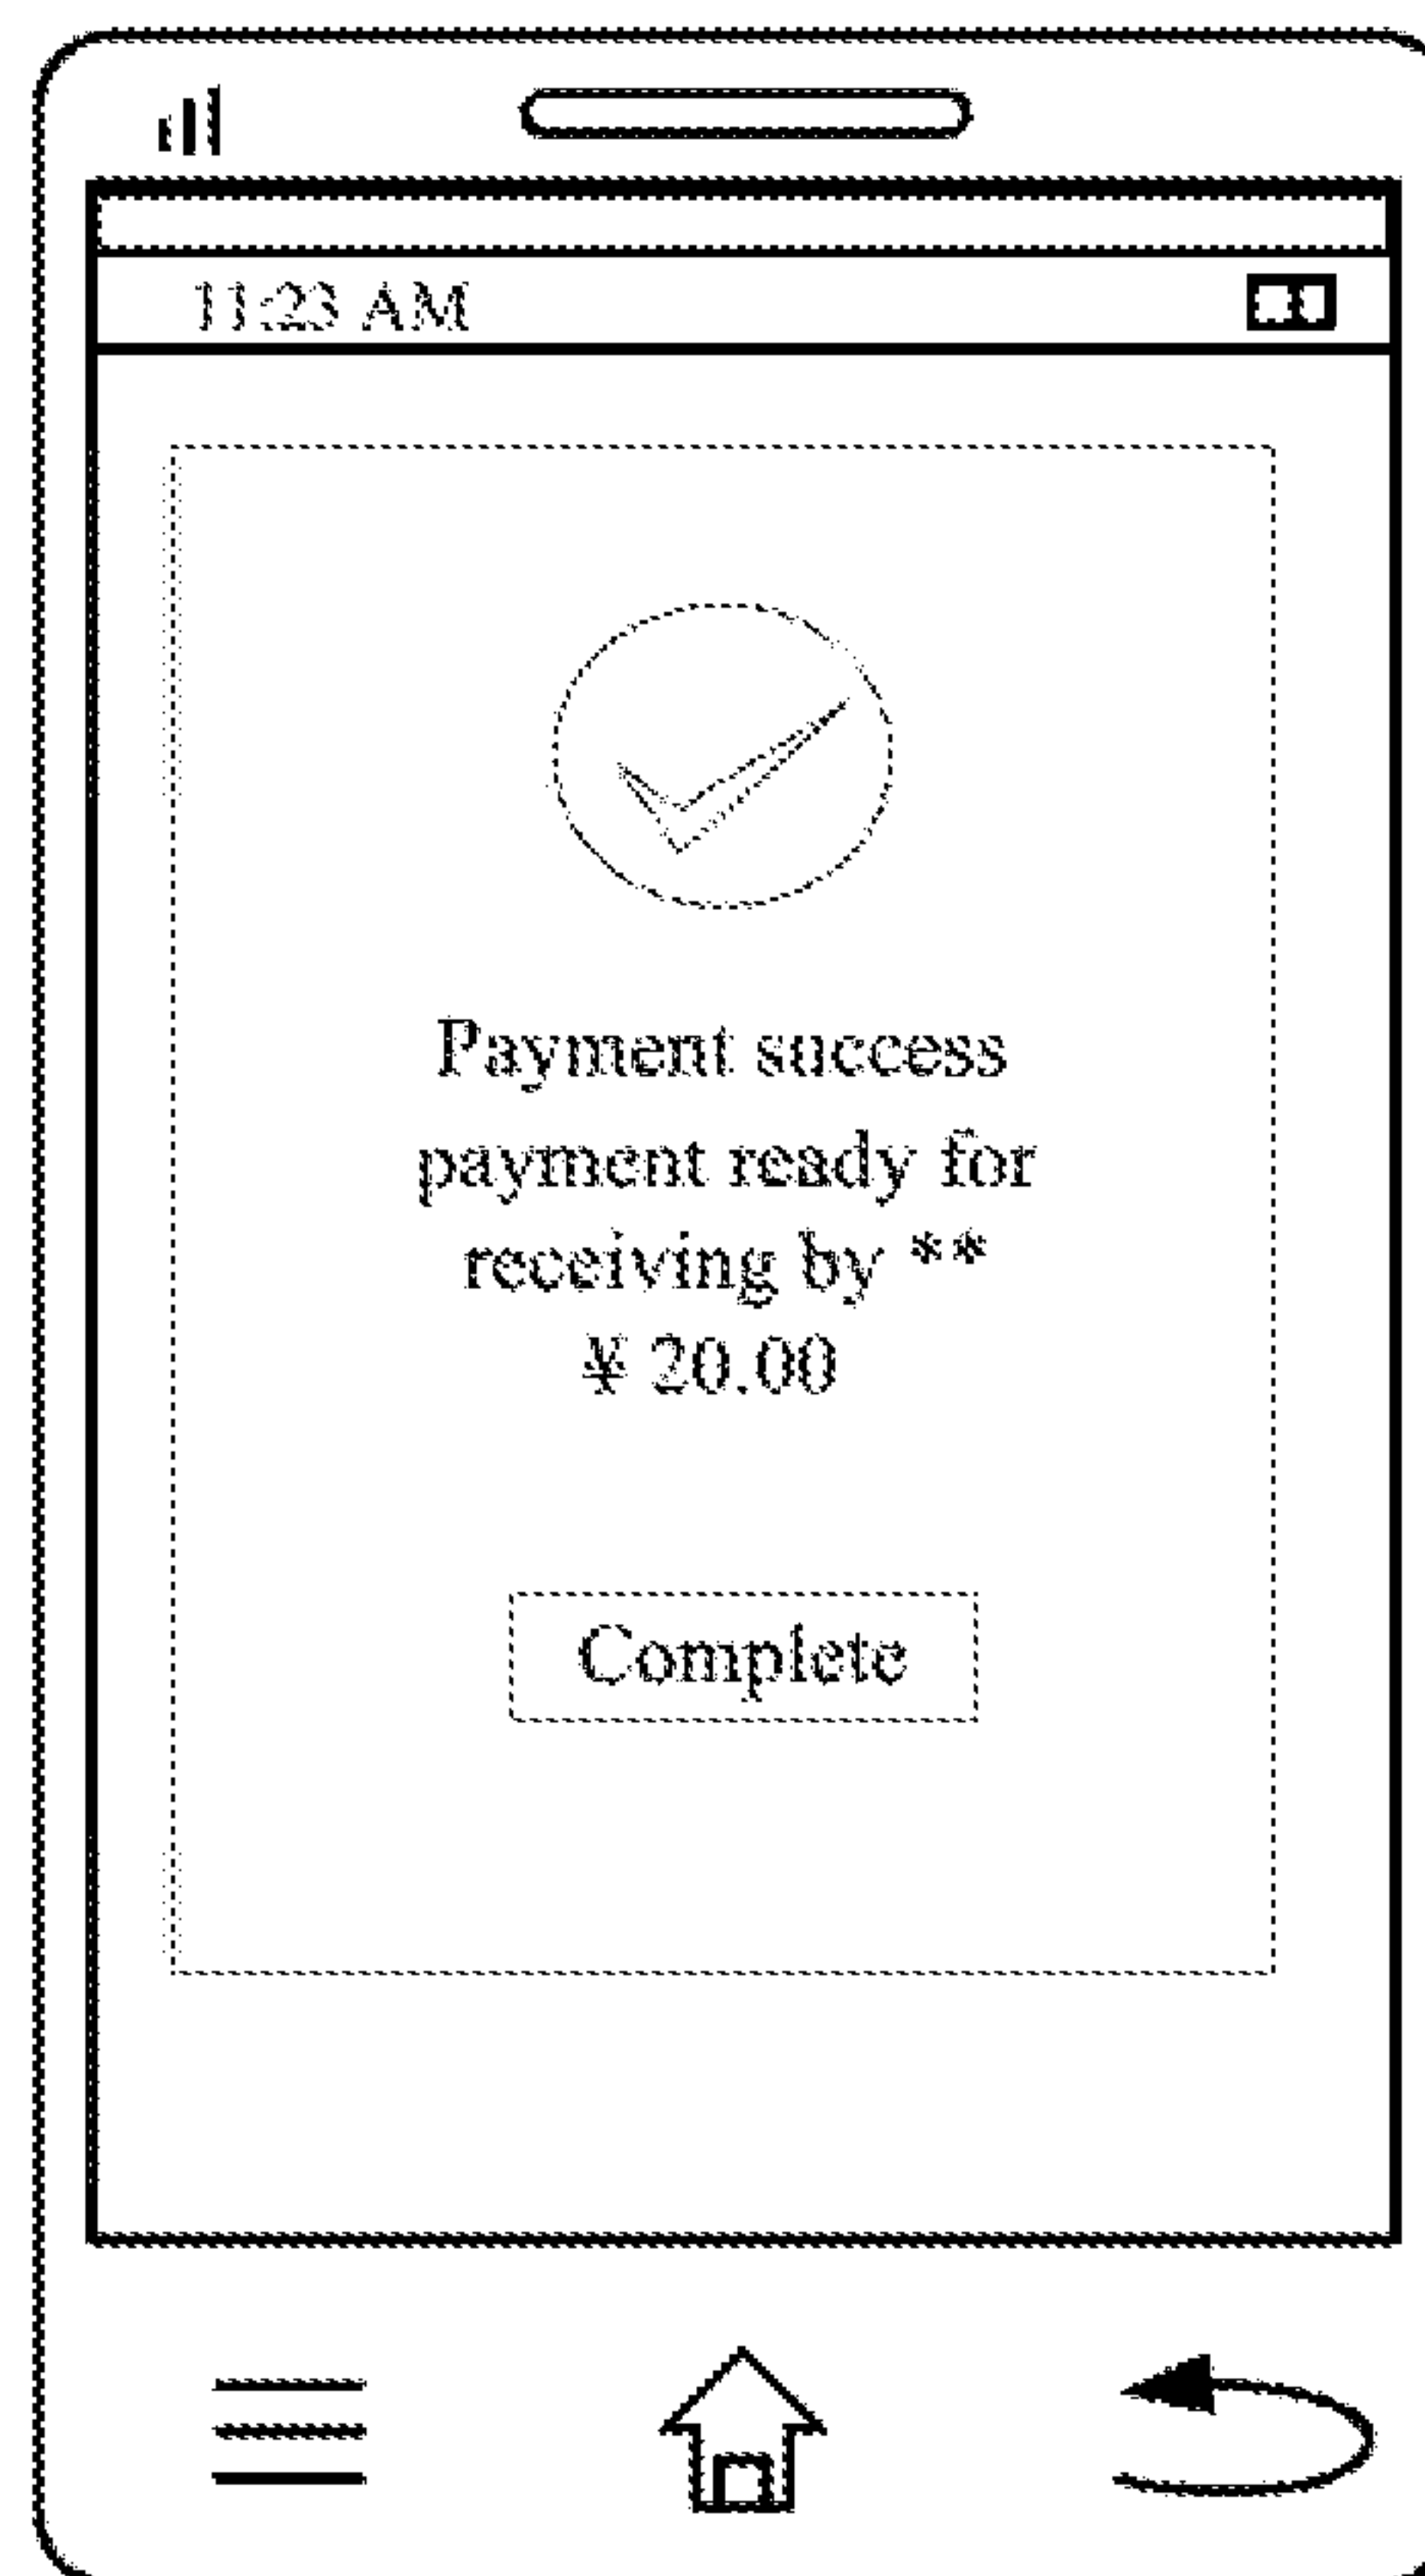 11:23 AM
Payment success
payment ready for
receiving by **
¥ 20.00
Complete